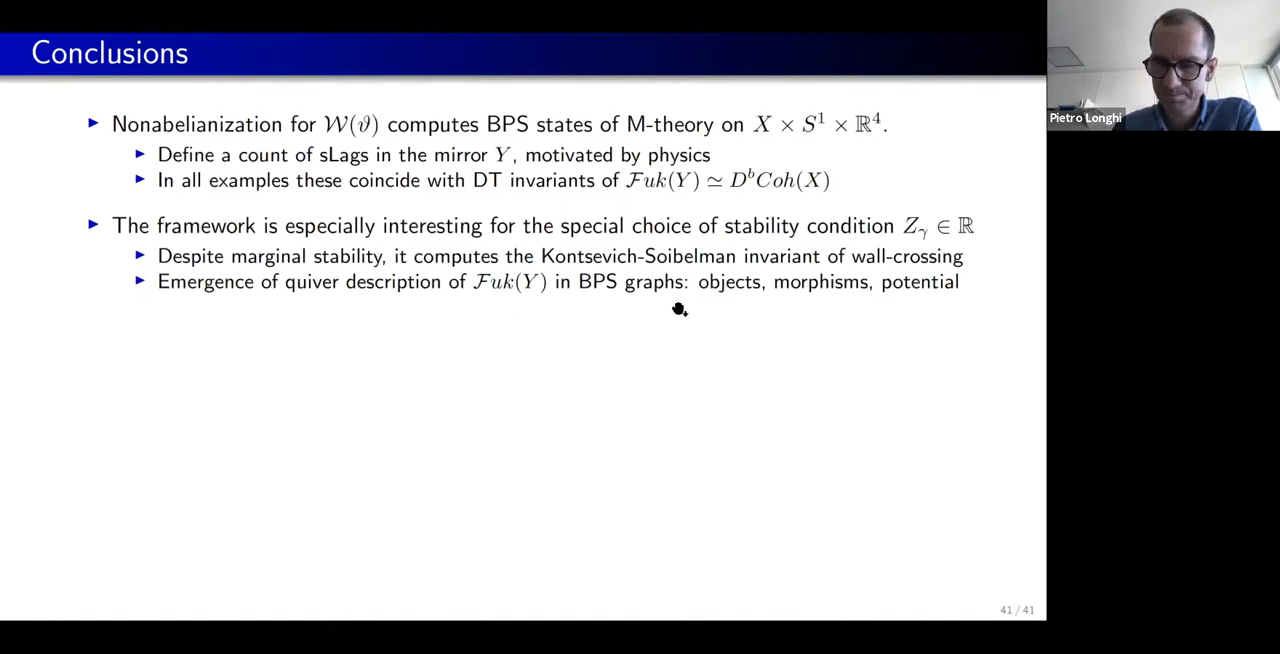 Conclusions
Nonabelianization for 𝒲(ϑ) computes BPS states of M-theory on X × S¹ × ℝ⁴.
Define a count of sLags in the mirror Y, motivated by physics
In all examples these coincide with DT invariants of ℱuk(Y) ≃ DᵇCoh(X)
The framework is especially interesting for the special choice of stability condition Z_γ ∈ ℝ
Despite marginal stability, it computes the Kontsevich-Soibelman invariant of wall-crossing
Emergence of quiver description of ℱuk(Y) in BPS graphs: objects, morphisms, potential
41 / 41
Pietro Longhi